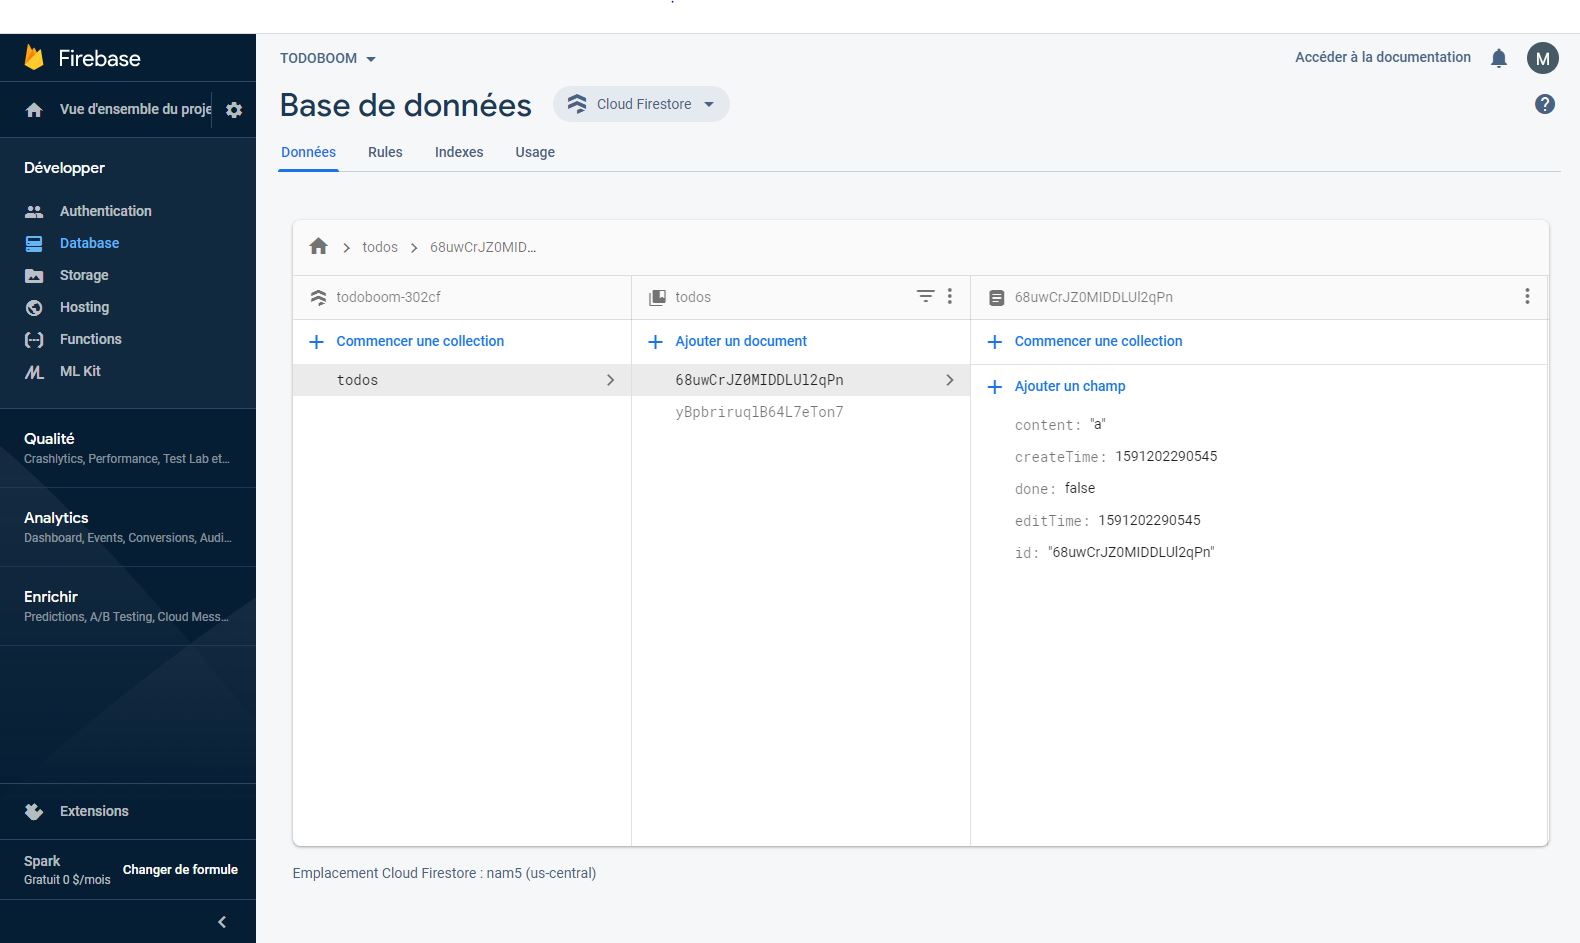 Firebase
Vue d'ensemble du proje
Développer
Authentication
Database
Storage
Hosting
Functions
ML Kit
Qualité
Crashlytics, Performance, Test Lab et…
Analytics
Dashboard, Events, Conversions, Audi…
Enrichir
Predictions, A/B Testing, Cloud Mess…
Extensions
Spark
Gratuit 0 $/mois
Changer de formule
TODOBOOM
Accéder à la documentation
M
Base de données
Cloud Firestore
Données Rules Indexes Usage
todos 68uwCrJZ0MID…
todoboom-302cf
Commencer une collection
todos
todos
Ajouter un document
68uwCrJZ0MIDDLUl2qPn
yBpbriruqlB64L7eTon7
68uwCrJZ0MIDDLUl2qPn
Commencer une collection
Ajouter un champ
content: "a"
createTime: 1591202290545
done: false
editTime: 1591202290545
id: "68uwCrJZ0MIDDLUl2qPn"
Emplacement Cloud Firestore : nam5 (us-central)